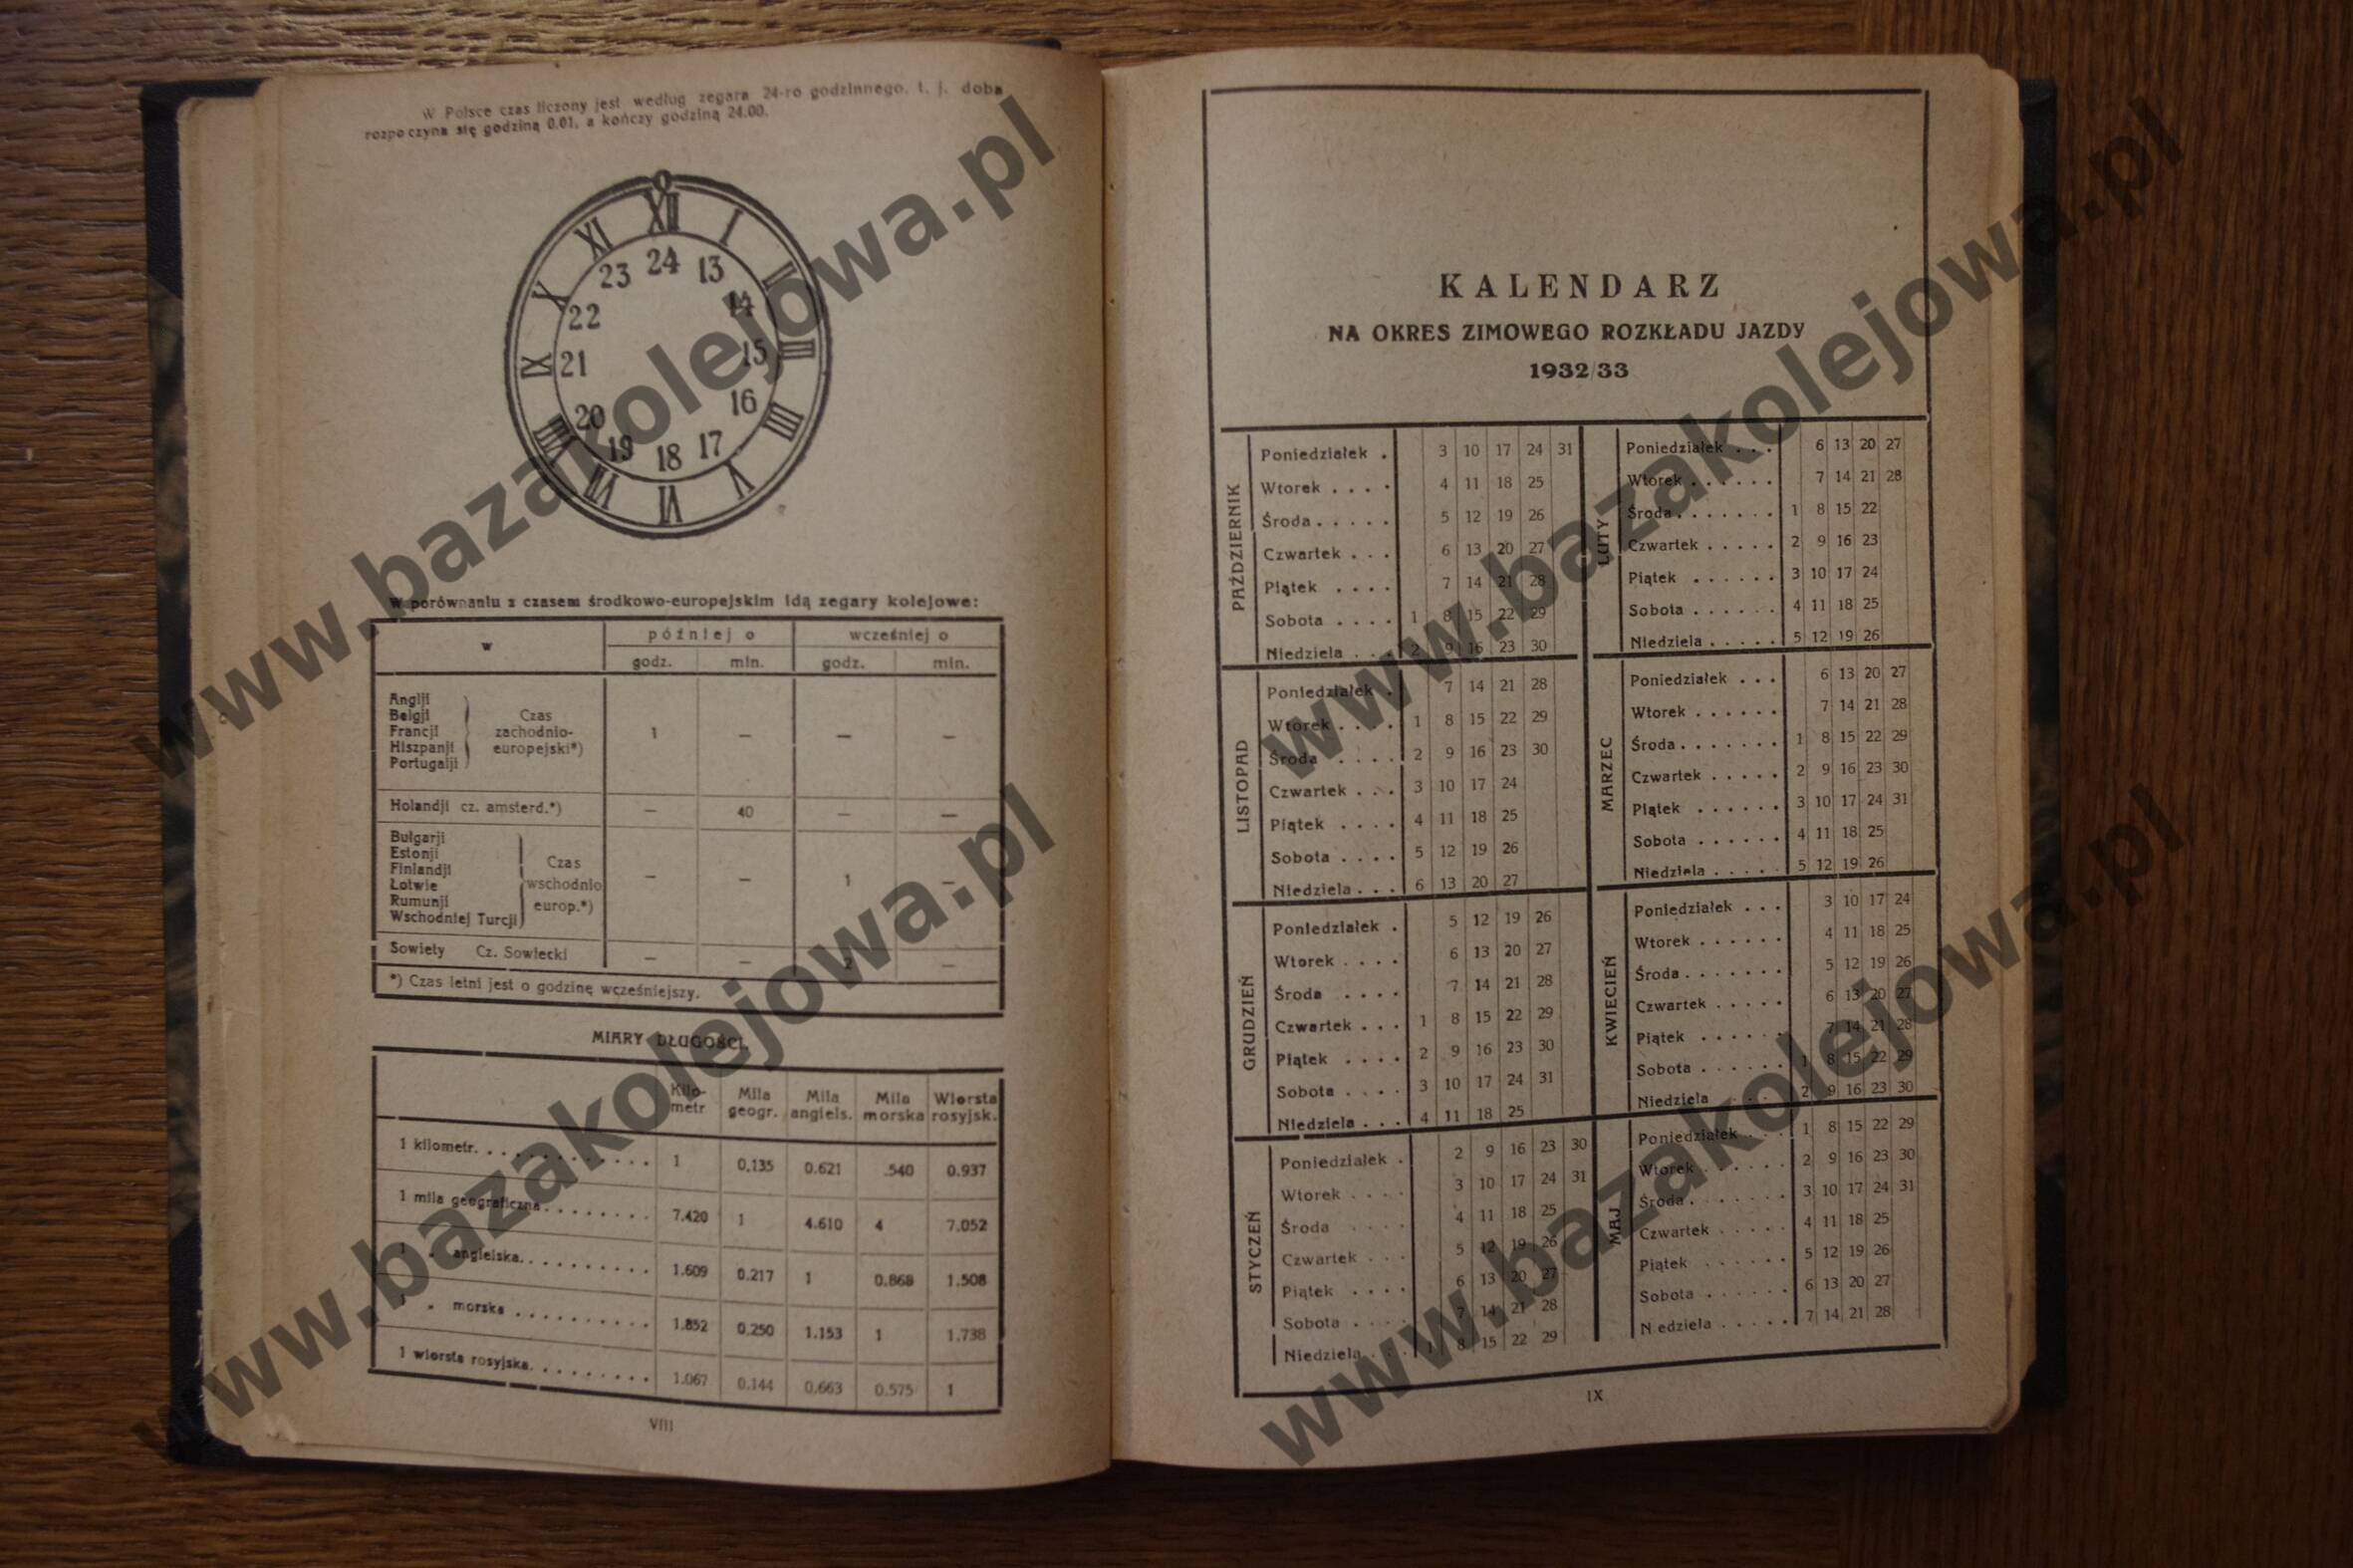 W Polsce czas liczony jest według zegara 24-ro godzinnego, t. j. doba
rozpoczyna się godziną 0.01, a kończy godziną 24.00.
XII I II III IIII V VI VII VIII IX X XI
24 13 14 15 16 17 18 19 20 21 22 23
W porównaniu z czasem środkowo-europejskim idą zegary kolejowe:
w później o wcześniej o
godz. min. godz. min.
Anglji
Belgji
Francji
Hiszpanji
Portugalji
Czas
zachodnio-
europejski*)
1 — — —
Holandji cz. amsterd.*) — 40 — —
Bułgarji
Estonji
Finlandji
Łotwie
Rumunji
Wschodniej Turcji
Czas
wschodnio
europ.*)
— — 1 —
Sowiety Cz. Sowiecki — — 2 —
*) Czas letni jest o godzinę wcześniejszy.
MIARY DŁUGOŚCI
Kilo-metr Mila geogr. Mila angiels. Mila morska Wiorsta rosyjsk.
1 kilometr. 1 0.135 0.621 .540 0.937
1 mila geograficzna 7.420 1 4.610 4 7.052
1 „ angielska. 1.609 0.217 1 0.868 1.508
1 „ morska 1.852 0.250 1.153 1 1.738
1 wiorsta rosyjska. 1.067 0.144 0.663 0.575 1
VIII
KALENDARZ
NA OKRES ZIMOWEGO ROZKŁADU JAZDY
1932/33
PAŹDZIERNIK
Poniedziałek . 3 10 17 24 31
Wtorek . . . . 4 11 18 25
Środa . . . . . 5 12 19 26
Czwartek . . . 6 13 20 27
Piątek . . . . 7 14 21 28
Sobota . . . . 1 8 15 22 29
Niedziela . . . 2 9 16 23 30
LISTOPAD
Poniedziałek . 7 14 21 28
Wtorek . . . . 1 8 15 22 29
Środa . . . . 2 9 16 23 30
Czwartek . . . 3 10 17 24
Piątek . . . . 4 11 18 25
Sobota . . . . 5 12 19 26
Niedziela . . . 6 13 20 27
GRUDZIEŃ
Poniedziałek . 5 12 19 26
Wtorek . . . . 6 13 20 27
Środa . . . . 7 14 21 28
Czwartek . . . 1 8 15 22 29
Piątek . . . . 2 9 16 23 30
Sobota . . . . 3 10 17 24 31
Niedziela . . . 4 11 18 25
STYCZEŃ
Poniedziałek . 2 9 16 23 30
Wtorek . . . . 3 10 17 24 31
Środa . . . . 4 11 18 25
Czwartek . . . 5 12 19 26
Piątek . . . . 6 13 20 27
Sobota . . . . 7 14 21 28
Niedziela . . . 1 8 15 22 29
LUTY
Poniedziałek . . . 6 13 20 27
Wtorek . . . . . . 7 14 21 28
Środa . . . . . . . 1 8 15 22
Czwartek . . . . . 2 9 16 23
Piątek . . . . . . 3 10 17 24
Sobota . . . . . . 4 11 18 25
Niedziela . . . . . 5 12 19 26
MARZEC
Poniedziałek . . . 6 13 20 27
Wtorek . . . . . . 7 14 21 28
Środa . . . . . . . 1 8 15 22 29
Czwartek . . . . . 2 9 16 23 30
Piątek . . . . . . 3 10 17 24 31
Sobota . . . . . . 4 11 18 25
Niedziela . . . . . 5 12 19 26
KWIECIEŃ
Poniedziałek . . . 3 10 17 24
Wtorek . . . . . . 4 11 18 25
Środa . . . . . . . 5 12 19 26
Czwartek . . . . . 6 13 20 27
Piątek . . . . . . 7 14 21 28
Sobota . . . . . . 1 8 15 22 29
Niedziela . . . 2 9 16 23 30
MAJ
Poniedziałek . . . 1 8 15 22 29
Wtorek . . . . . . 2 9 16 23 30
Środa . . . . . . . 3 10 17 24 31
Czwartek . . . . . 4 11 18 25
Piątek . . . . . . 5 12 19 26
Sobota . . . . . . 6 13 20 27
N edziela . . . . . 7 14 21 28
IX
www.bazakolejowa.pl
www.bazakolejowa.pl
www.bazakolejowa.pl
www.bazakolejowa.pl